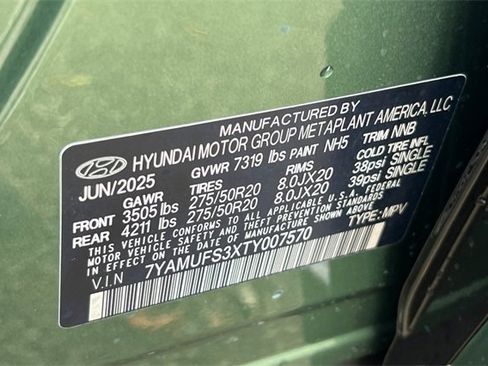 MANUFACTURED BY
HYUNDAI MOTOR GROUP METAPLANT AMERICA, LLC
JUN/2025 GVWR 7319 lbs PAINT NH5 TRIM NNB
GAWR TIRES RIMS COLD TIRE INFL
FRONT 3505 lbs 275/50R20 8.0JX20 38psi SINGLE
REAR 4211 lbs 275/50R20 8.0JX20 39psi SINGLE
THIS VEHICLE CONFORMS TO ALL APPLICABLE U.S. FEDERAL
MOTOR VEHICLE SAFETY AND THEFT PREVENTION STANDARDS
IN EFFECT ON THE DATE OF MANUFACTURE SHOWN ABOVE.
V.I.N 7YAMUFS3XTY007570 TYPE:MPV